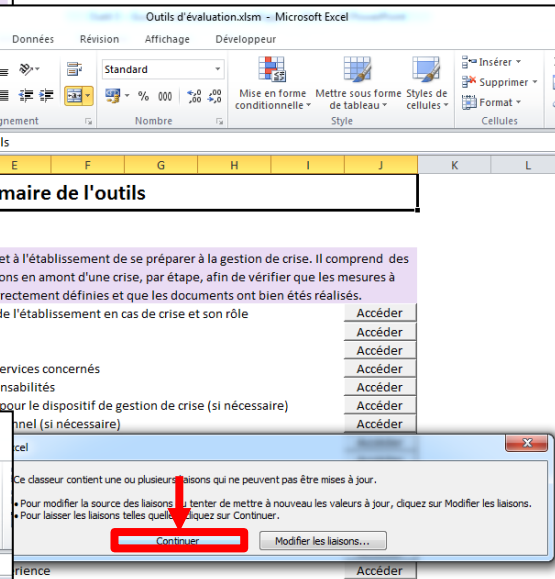 Outils d'évaluation.xlsm - Microsoft Excel
Données Révision Affichage Développeur
Standard
Insérer
% 000
Mise en forme conditionnelle
Mettre sous forme de tableau
Styles de cellules
Supprimer
Format
Nombre Style Cellules
E F G H I J K L
maire de l'outils
et à l'établissement de se préparer à la gestion de crise. Il comprend des
ons en amont d'une crise, par étape, afin de vérifier que les mesures à
rectement définies et que les documents ont bien étés réalisés.
de l'établissement en cas de crise et son rôle Accéder
Accéder
Accéder
ervices concernés Accéder
nsabilités Accéder
pour le dispositif de gestion de crise (si nécessaire) Accéder
nnel (si nécessaire) Accéder
cel
Ce classeur contient une ou plusieurs liaisons qui ne peuvent pas être mises à jour.
• Pour modifier la source des liaisons ou tenter de mettre à nouveau les valeurs à jour, cliquez sur Modifier les liaisons.
• Pour laisser les liaisons telles quelles, cliquez sur Continuer.
Continuer Modifier les liaisons...
rience Accéder